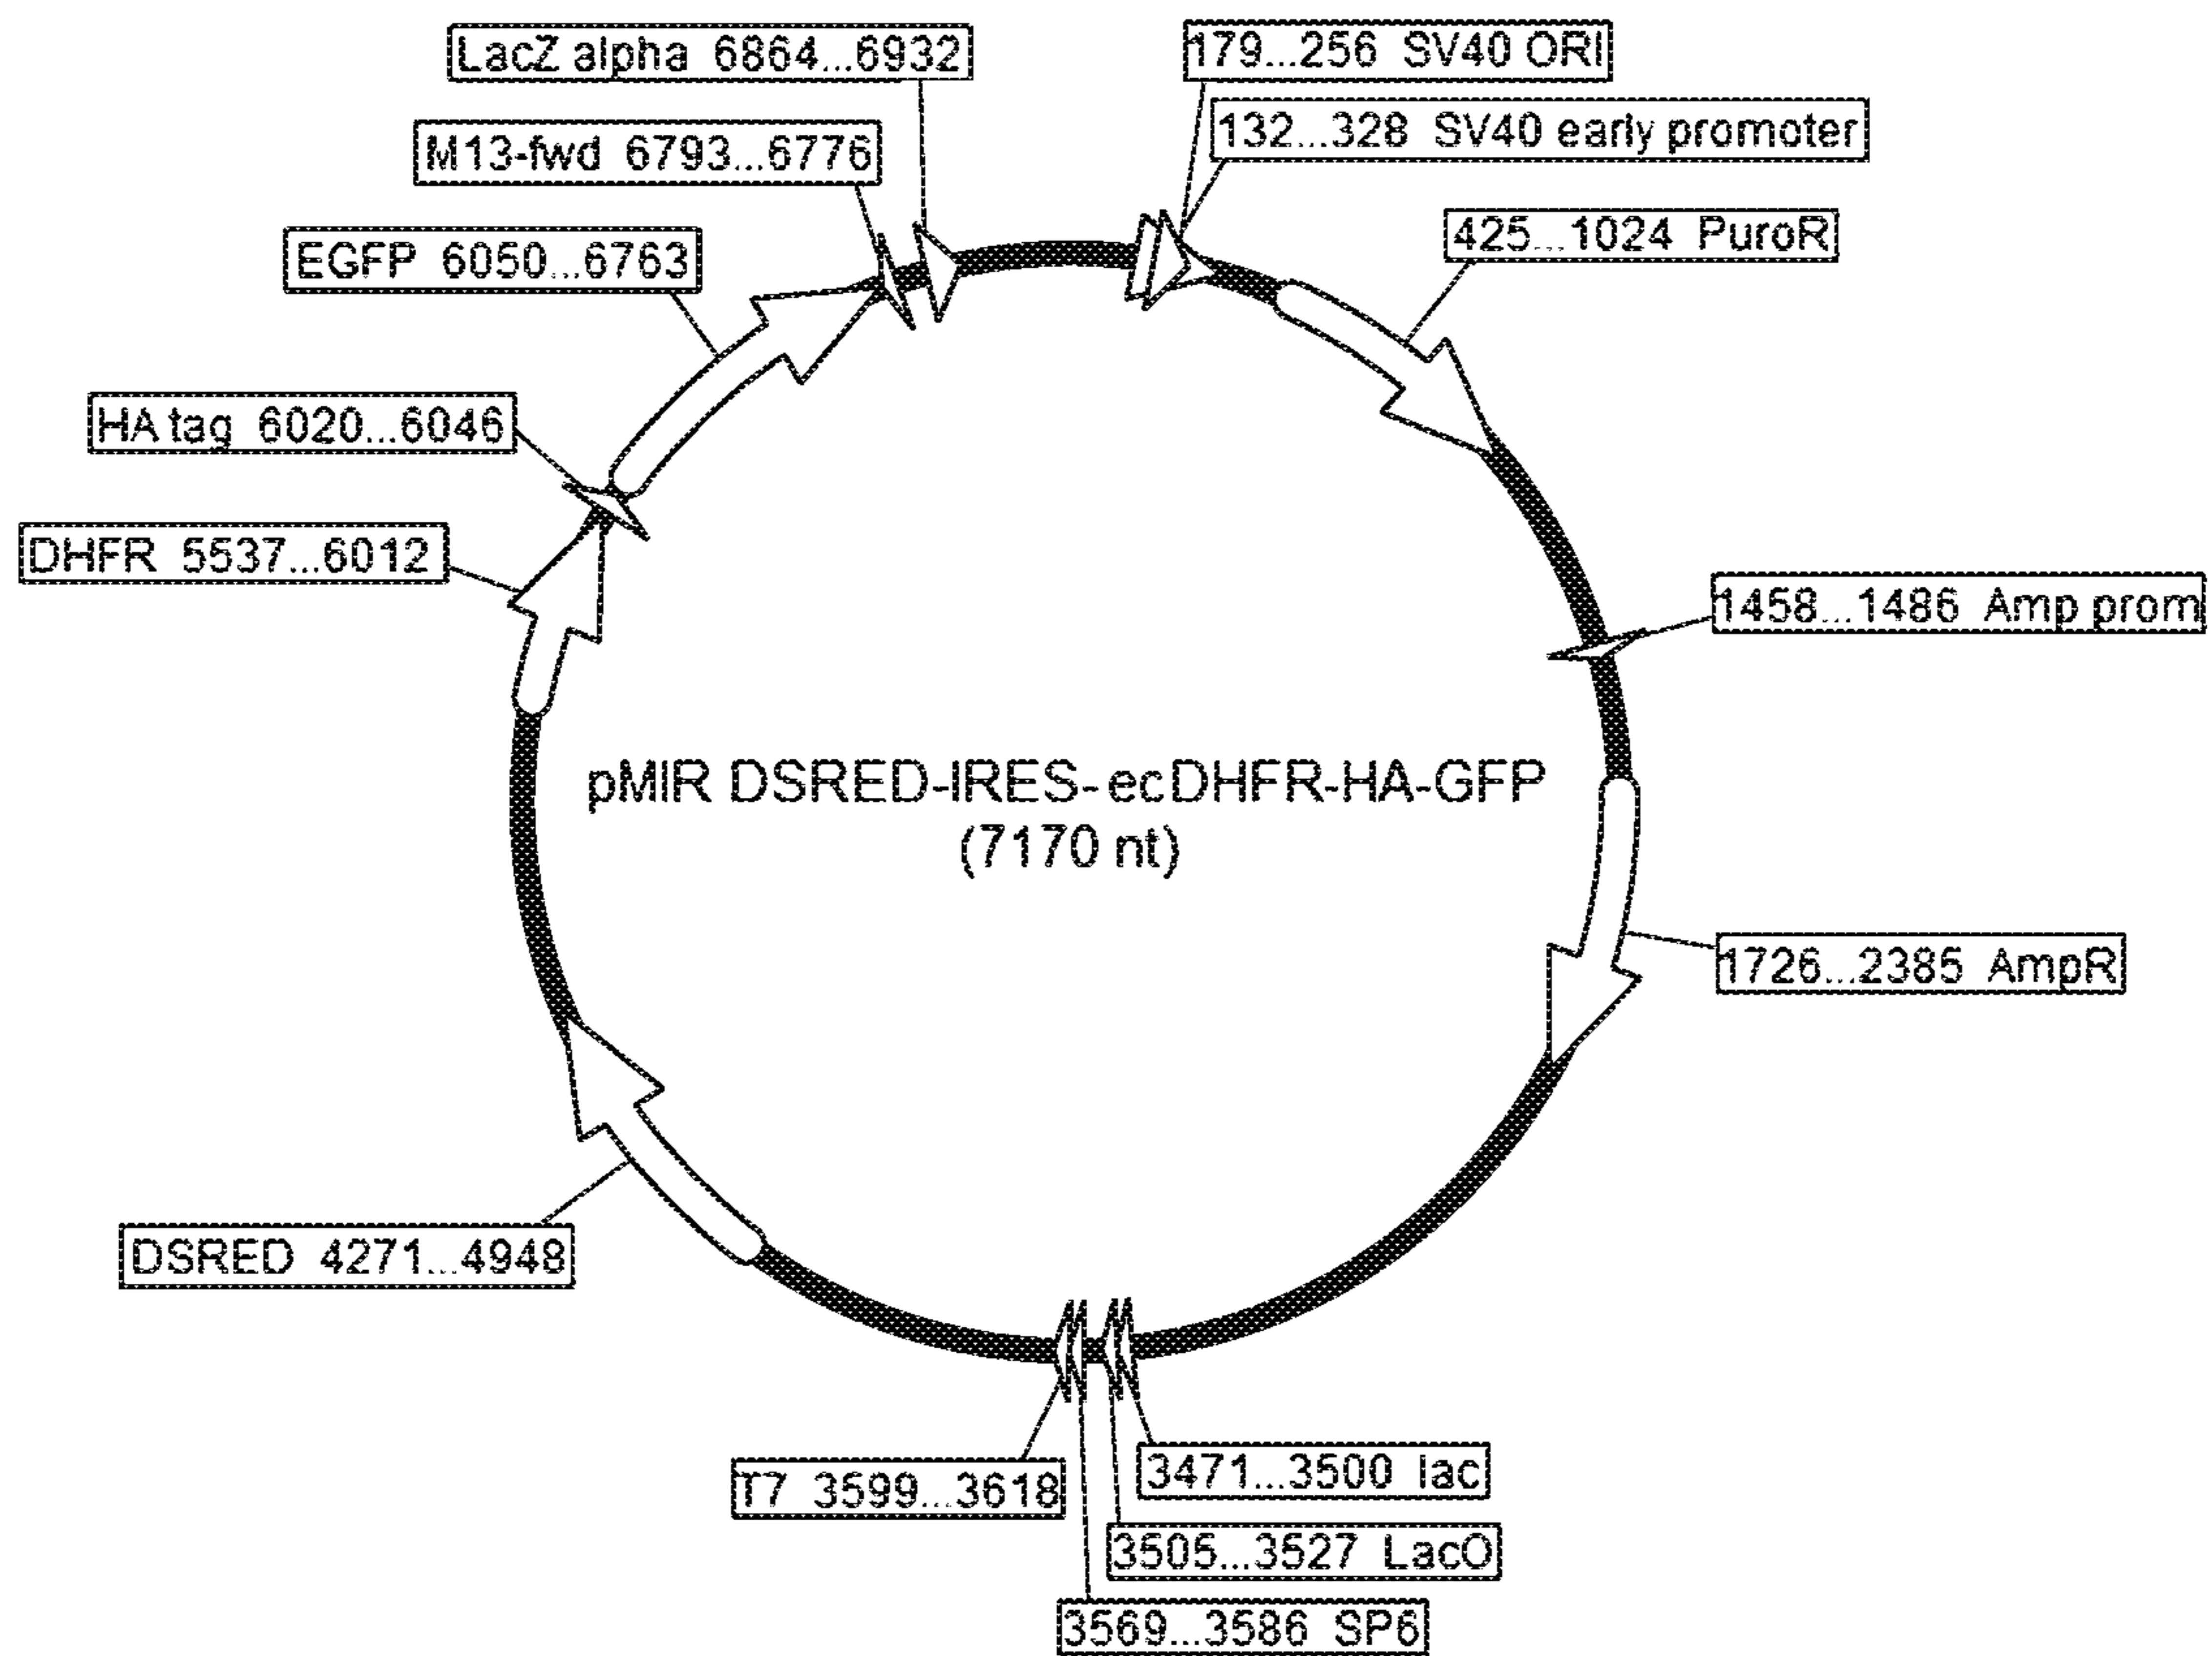 LacZ alpha 6864...6932
179...256 SV40 ORI
M13-fwd 6793...6776
132...328 SV40 early promoter
EGFP 6050...6763
425...1024 PuroR
HA tag 6020...6046
DHFR 5537...6012
1458...1486 Amp prom
pMIR DSRED-IRES-ecDHFR-HA-GFP
(7170 nt)
1726...2385 AmpR
DSRED 4271...4948
T7 3599...3618
3471...3500 lac
3505...3527 LacO
3569...3586 SP6